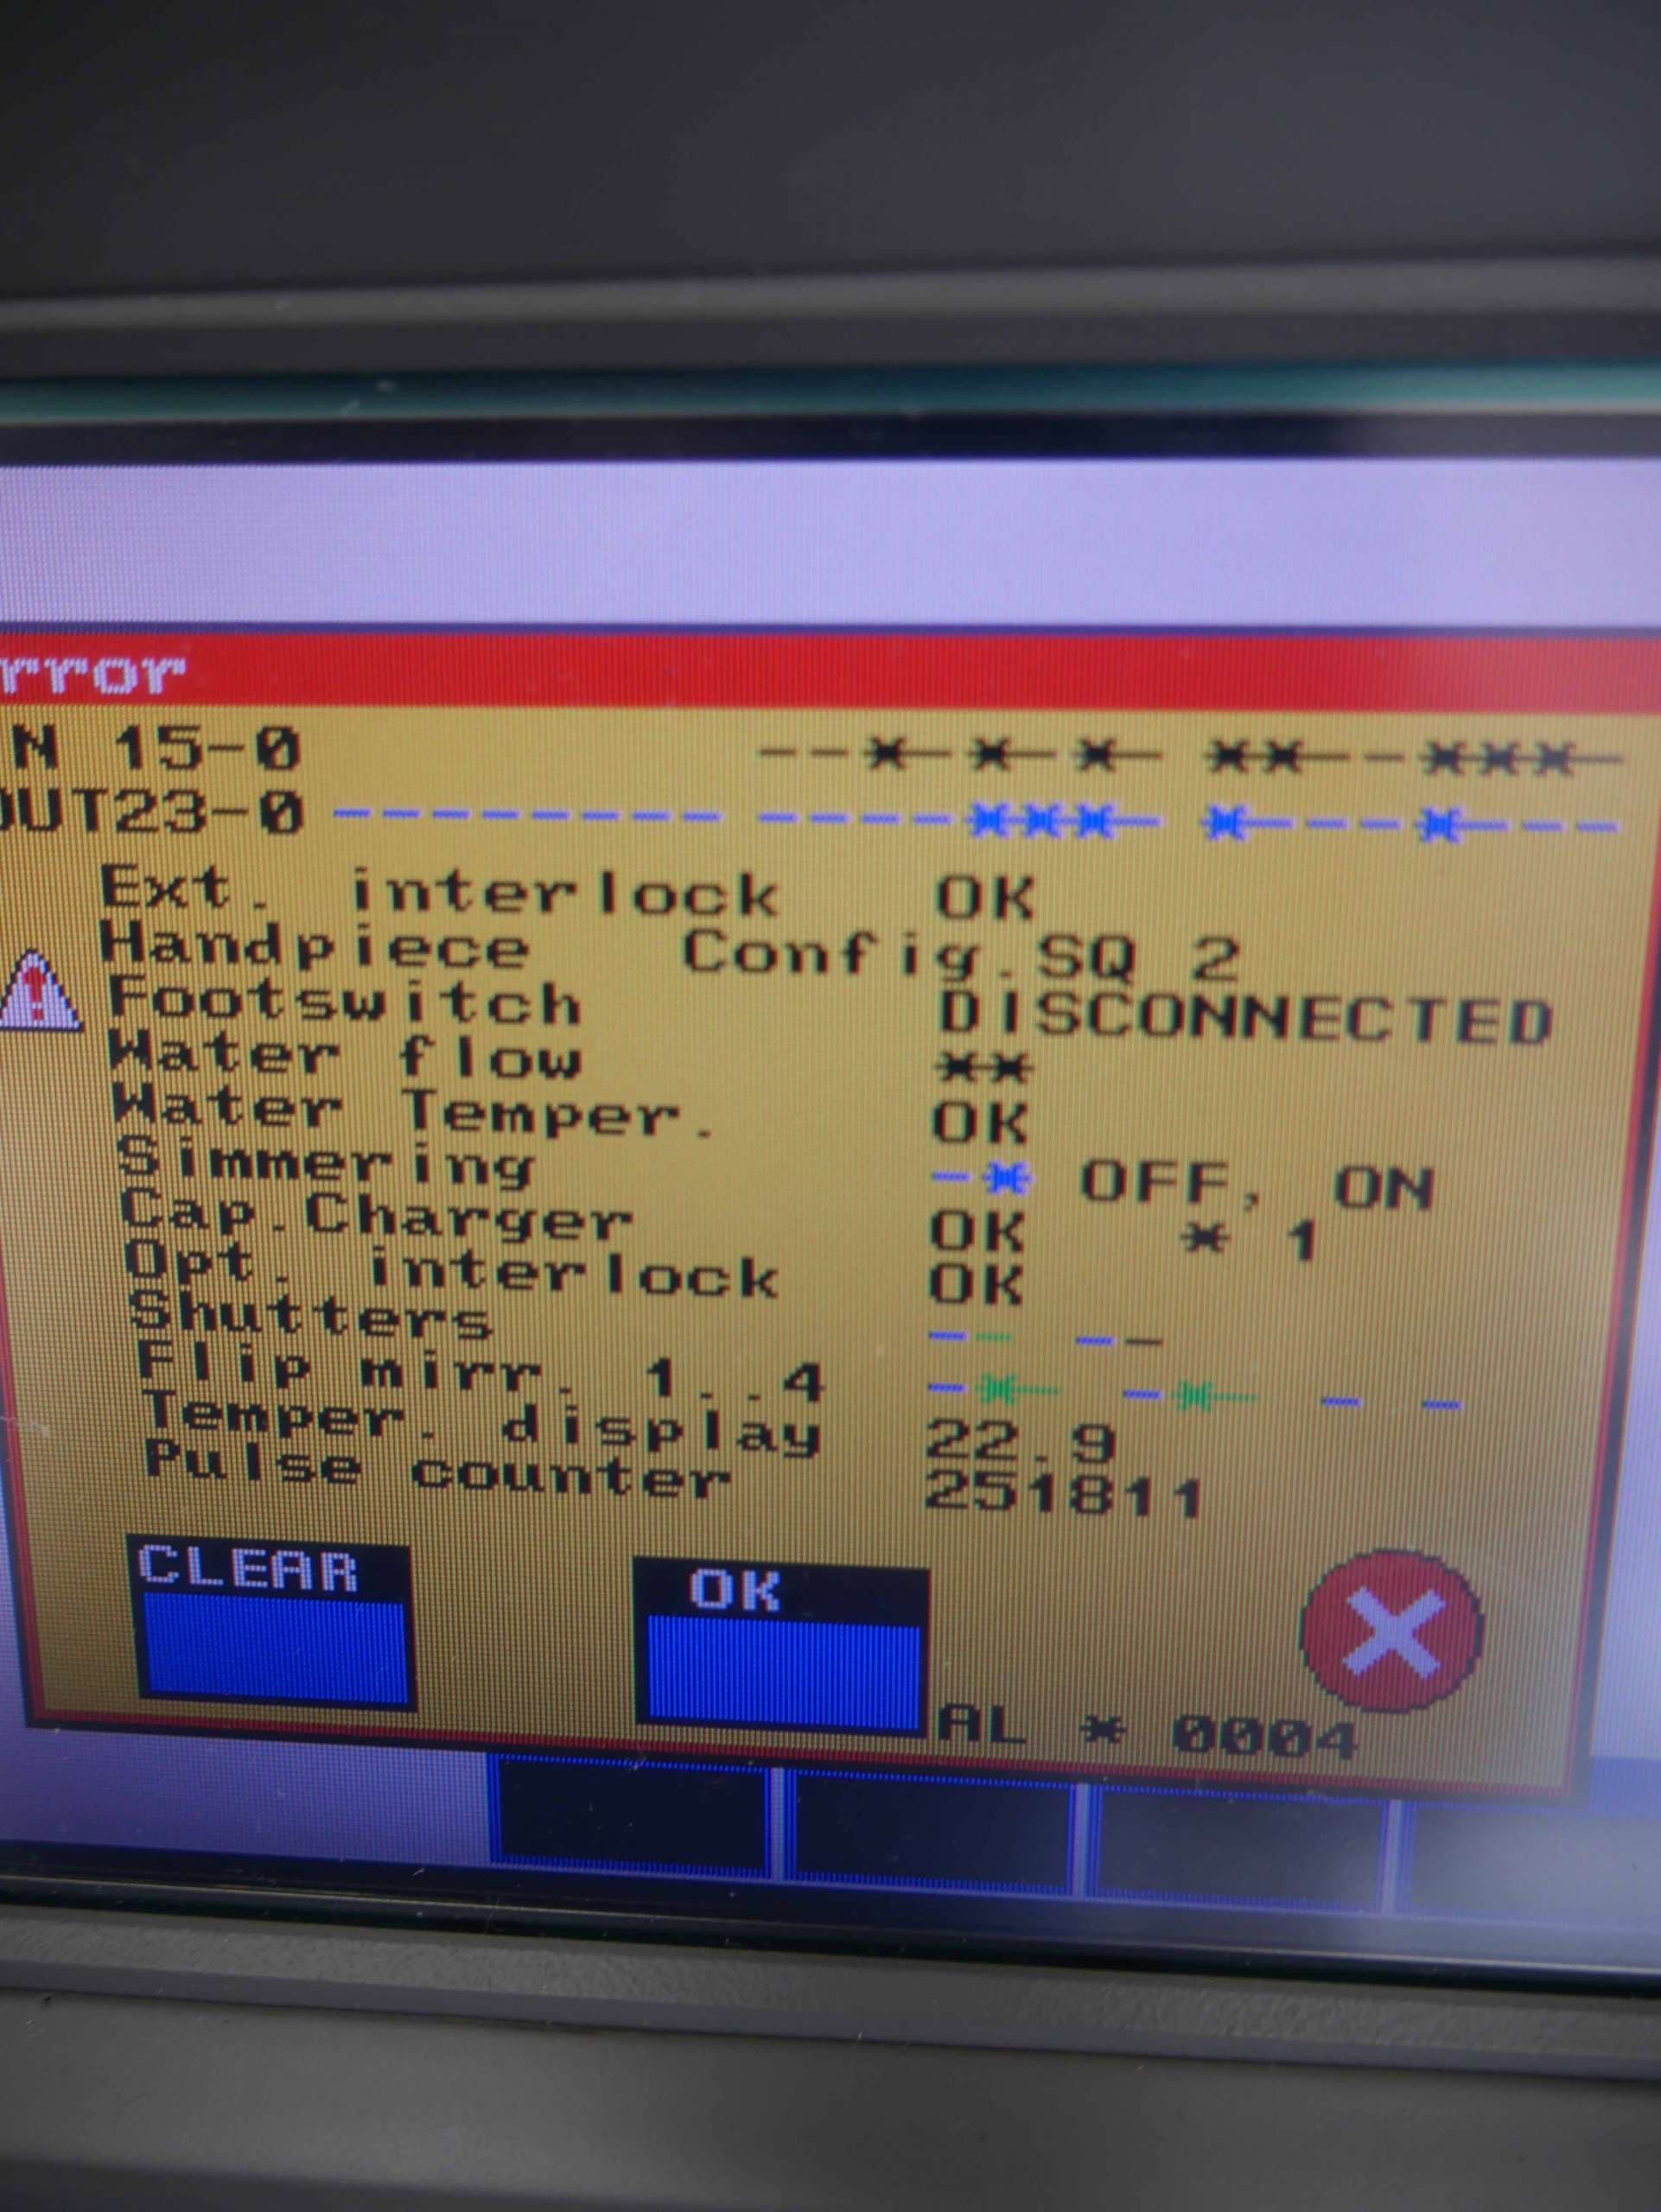 rror
N 15-0 --*-*-*- **--***-
OUT23-0 -------- ----***- *---*---
Ext. interlock OK
Handpiece Config.SQ 2
Footswitch DISCONNECTED
Water flow **
Water Temper. OK
Simmering -* OFF, ON
Cap.Charger OK * 1
Opt. interlock OK
Shutters -- --
Flip mirr. 1..4 -*- -*- - -
Temper. display 22.9
Pulse counter 251811
CLEAR
OK
AL * 0004